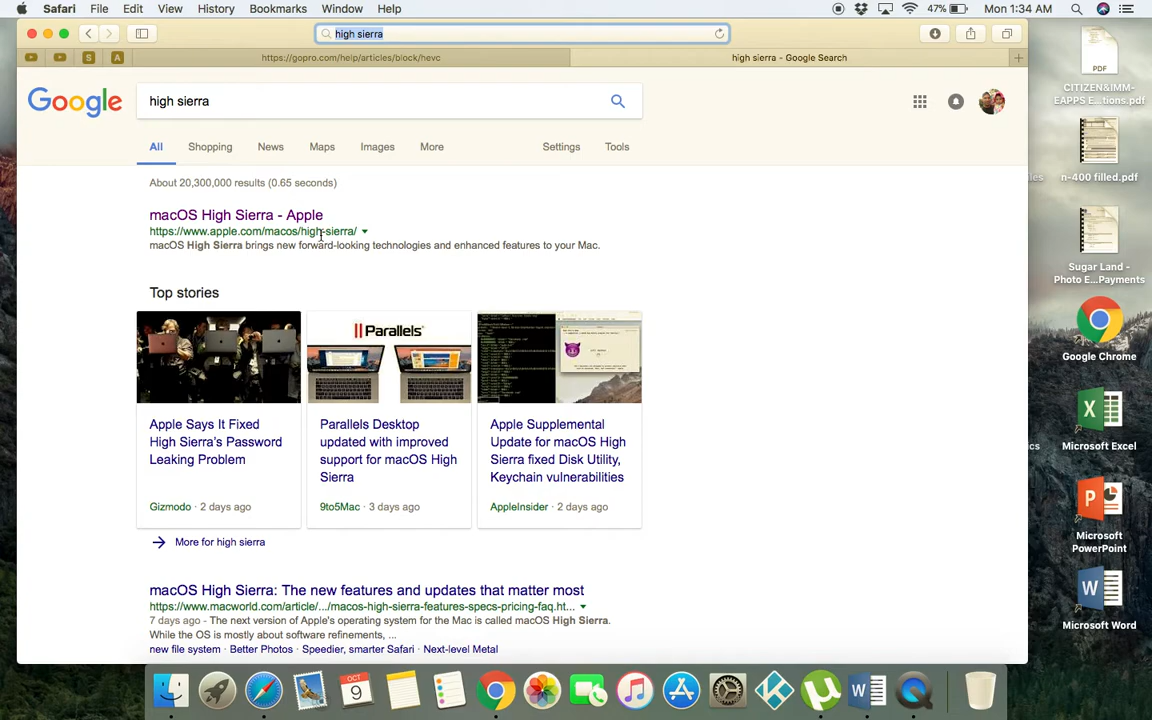 Safari File Edit View History Bookmarks Window Help 47% Mon 1:34 AM
high sierra
S A https://gopro.com/help/articles/block/hevc high sierra - Google Search
Google high sierra
All Shopping News Maps Images More Settings Tools
About 20,300,000 results (0.65 seconds)
macOS High Sierra - Apple
https://www.apple.com/macos/high-sierra/
macOS High Sierra brings new forward-looking technologies and enhanced features to your Mac.
Top stories
Parallels
Apple Says It Fixed
High Sierra's Password
Leaking Problem
Gizmodo · 2 days ago
Parallels Desktop
updated with improved
support for macOS High
Sierra
9to5Mac · 3 days ago
Apple Supplemental
Update for macOS High
Sierra fixed Disk Utility,
Keychain vulnerabilities
AppleInsider · 2 days ago
More for high sierra
macOS High Sierra: The new features and updates that matter most
https://www.macworld.com/article/.../macos-high-sierra-features-specs-pricing-faq.ht...
7 days ago - The next version of Apple's operating system for the Mac is called macOS High Sierra.
While the OS is mostly about software refinements, ...
new file system · Better Photos · Speedier, smarter Safari · Next-level Metal
PDF
CITIZEN&IMM-
EAPPS E...tions.pdf
n-400 filled.pdf
Sugar Land -
Photo E...Payments
Google Chrome
Microsoft Excel
Microsoft
PowerPoint
Microsoft Word
OCT
9